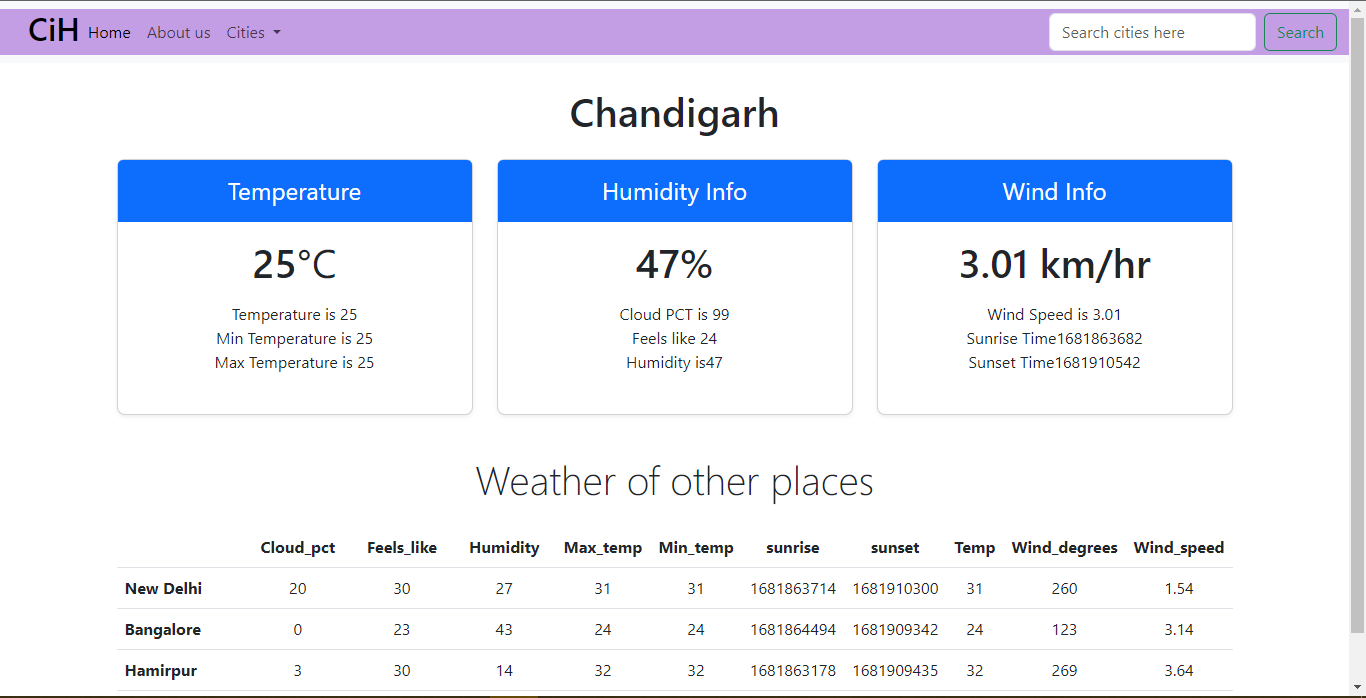 CiH Home About us Cities Search cities here Search
Chandigarh
Temperature Humidity Info Wind Info
25°C 47% 3.01 km/hr
Temperature is 25 Cloud PCT is 99 Wind Speed is 3.01
Min Temperature is 25 Feels like 24 Sunrise Time1681863682
Max Temperature is 25 Humidity is47 Sunset Time1681910542
Weather of other places
Cloud_pct Feels_like Humidity Max_temp Min_temp sunrise sunset Temp Wind_degrees Wind_speed
New Delhi 20 30 27 31 31 1681863714 1681910300 31 260 1.54
Bangalore 0 23 43 24 24 1681864494 1681909342 24 123 3.14
Hamirpur 3 30 14 32 32 1681863178 1681909435 32 269 3.64